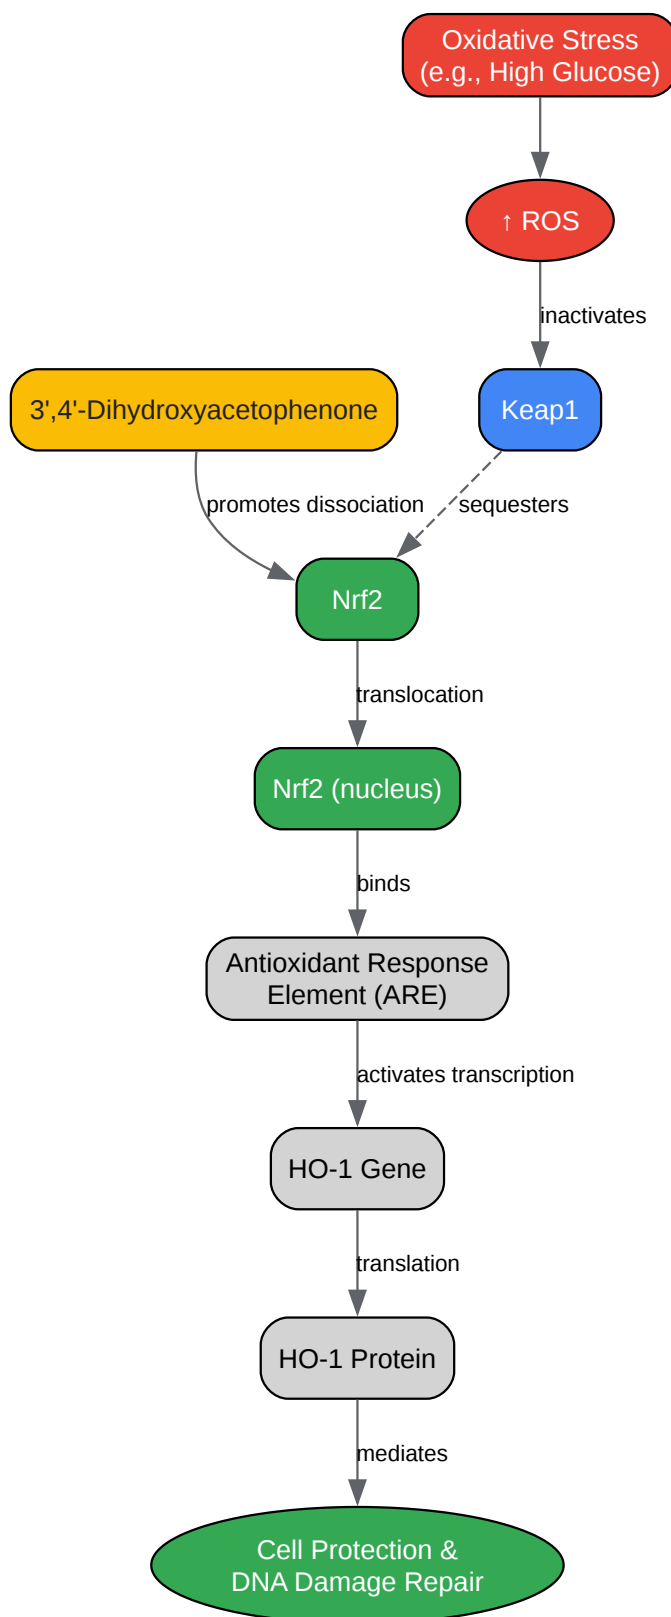 Oxidative Stress
(e.g., High Glucose)
↑ ROS
inactivates
3',4'-Dihydroxyacetophenone
Keap1
promotes dissociation
sequesters
Nrf2
translocation
Nrf2 (nucleus)
binds
Antioxidant Response
Element (ARE)
activates transcription
HO-1 Gene
translation
HO-1 Protein
mediates
Cell Protection &
DNA Damage Repair